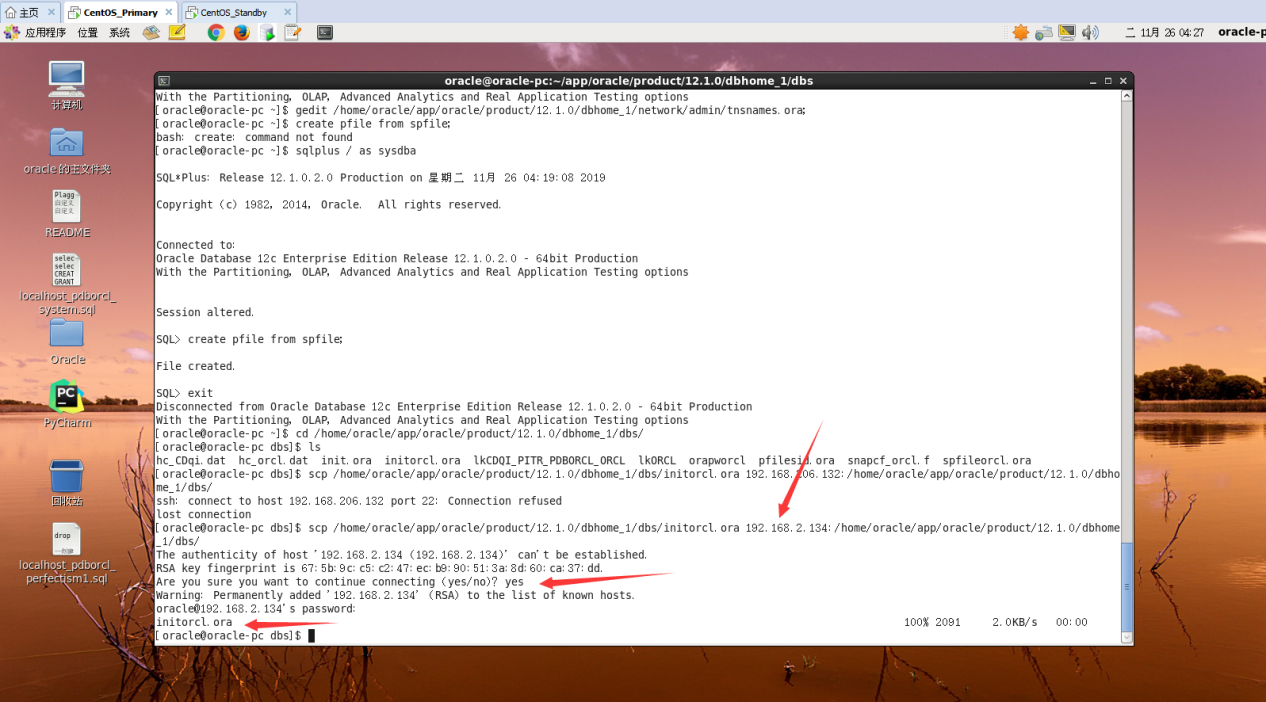 主页
CentOS_Primary
CentOS_Standby
应用程序 位置 系统
二 11月 26 04:27 oracle-p
计算机
oracle 的主文件夹
Plagg
自定义
自定义
README
selec
selec
CREAT
GRANT
localhost_pdborcl_
system.sql
Oracle
PC
PyCharm
回收站
drop
localhost_pdborcl_
perfectism1.sql
oracle@oracle-pc:~/app/oracle/product/12.1.0/dbhome_1/dbs
With the Partitioning, OLAP, Advanced Analytics and Real Application Testing options
[oracle@oracle-pc ~]$ gedit /home/oracle/app/oracle/product/12.1.0/dbhome_1/network/admin/tnsnames.ora;
[oracle@oracle-pc ~]$ create pfile from spfile;
bash: create: command not found
[oracle@oracle-pc ~]$ sqlplus / as sysdba
SQL*Plus: Release 12.1.0.2.0 Production on 星期二 11月 26 04:19:08 2019
Copyright (c) 1982, 2014, Oracle.  All rights reserved.
Connected to:
Oracle Database 12c Enterprise Edition Release 12.1.0.2.0 - 64bit Production
With the Partitioning, OLAP, Advanced Analytics and Real Application Testing options
Session altered.
SQL> create pfile from spfile;
File created.
SQL> exit
Disconnected from Oracle Database 12c Enterprise Edition Release 12.1.0.2.0 - 64bit Production
With the Partitioning, OLAP, Advanced Analytics and Real Application Testing options
[oracle@oracle-pc ~]$ cd /home/oracle/app/oracle/product/12.1.0/dbhome_1/dbs/
[oracle@oracle-pc dbs]$ ls
hc_CDqi.dat  hc_orcl.dat  init.ora  initorcl.ora  lkCDQI_PITR_PDBORCL_ORCL  lkORCL  orapworcl  pfilesid.ora  snapcf_orcl.f  spfileorcl.ora
[oracle@oracle-pc dbs]$ scp /home/oracle/app/oracle/product/12.1.0/dbhome_1/dbs/initorcl.ora 192.168.206.132:/home/oracle/app/oracle/product/12.1.0/dbho
me_1/dbs/
ssh: connect to host 192.168.206.132 port 22: Connection refused
lost connection
[oracle@oracle-pc dbs]$ scp /home/oracle/app/oracle/product/12.1.0/dbhome_1/dbs/initorcl.ora 192.168.2.134:/home/oracle/app/oracle/product/12.1.0/dbhome
_1/dbs/
The authenticity of host '192.168.2.134 (192.168.2.134)' can't be established.
RSA key fingerprint is 67:5b:9c:c5:c2:47:ec:b9:90:51:3a:8d:60:ca:37:dd.
Are you sure you want to continue connecting (yes/no)? yes
Warning: Permanently added '192.168.2.134' (RSA) to the list of known hosts.
oracle@192.168.2.134's password:
initorcl.ora 100% 2091 2.0KB/s 00:00
[oracle@oracle-pc dbs]$